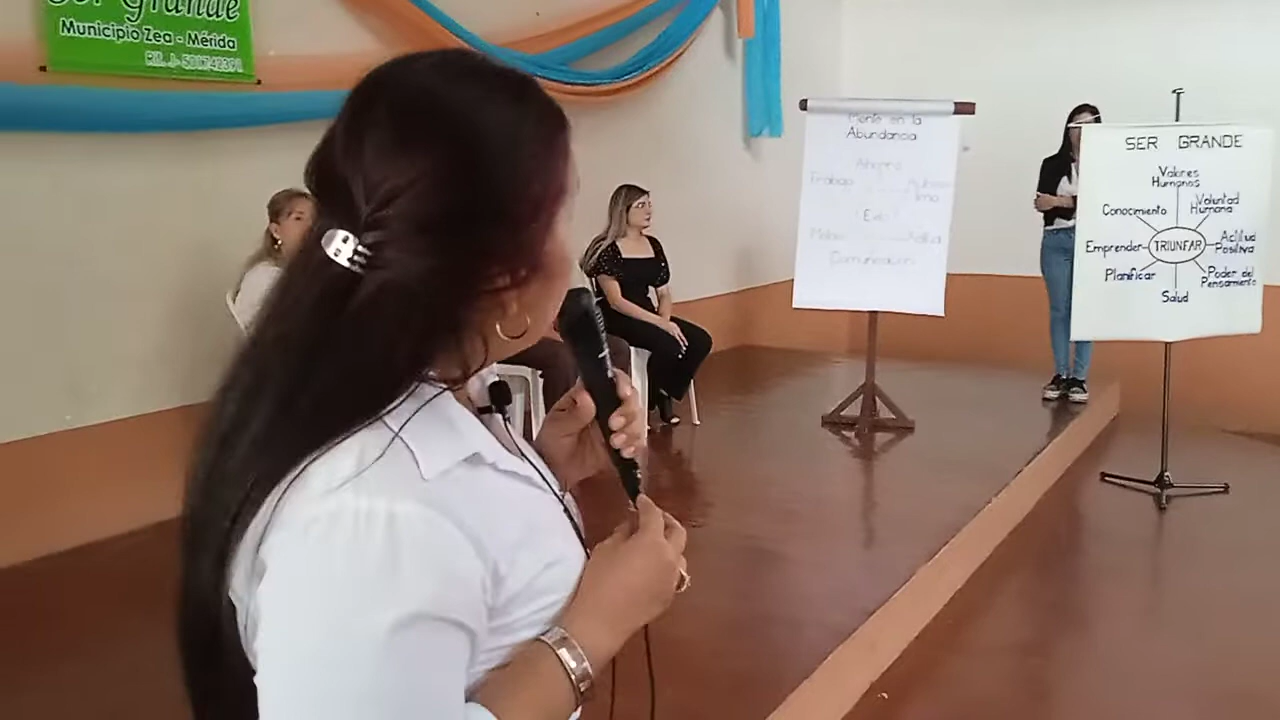 Ser Grande
Municipio Zea - Mérida
Mente en la
Abundancia
Ahorro
Trabajo
Éxito
Comunicación
SER GRANDE
Valores
Humanos
Conocimiento
Voluntad
Humana
Emprender
TRIUNFAR
Actitud
Positiva
Planificar
Poder del
Pensamiento
Salud